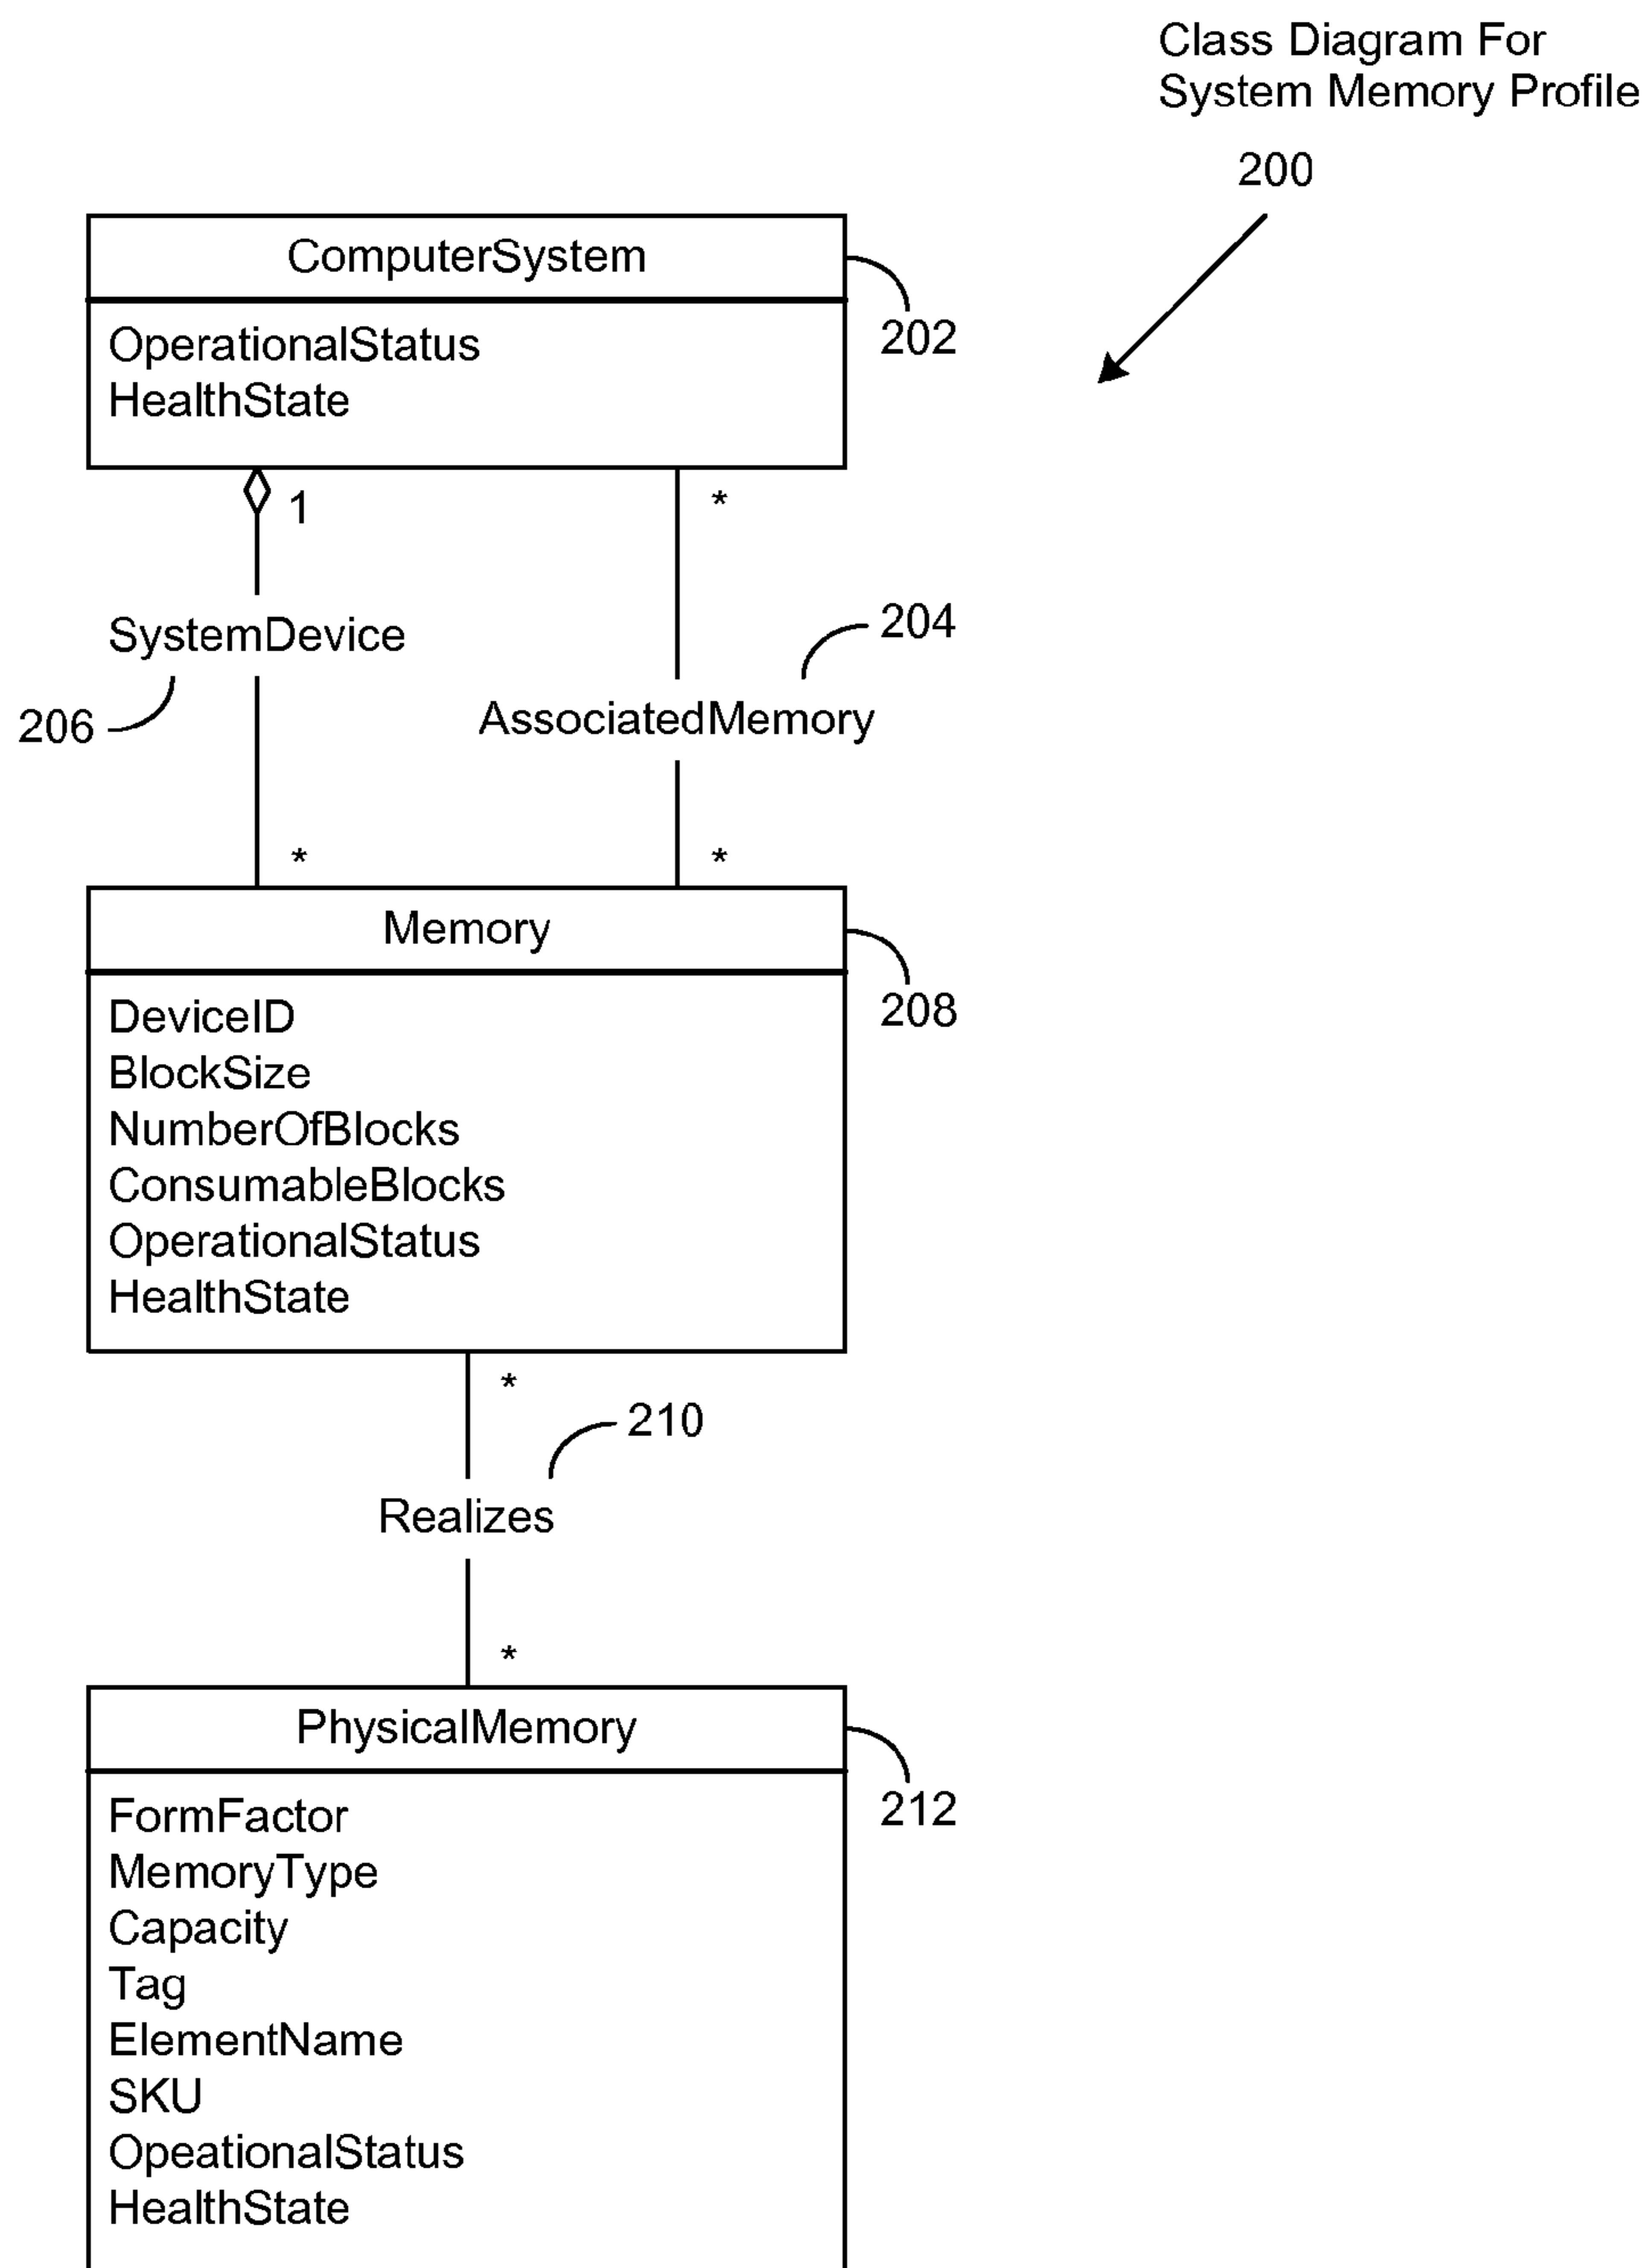 Class Diagram For
System Memory Profile
200
ComputerSystem
202
OperationalStatus
HealthState
1
*
SystemDevice
204
206
AssociatedMemory
*
*
Memory
208
DeviceID
BlockSize
NumberOfBlocks
ConsumableBlocks
OperationalStatus
HealthState
*
210
Realizes
*
PhysicalMemory
212
FormFactor
MemoryType
Capacity
Tag
ElementName
SKU
OpeationalStatus
HealthState